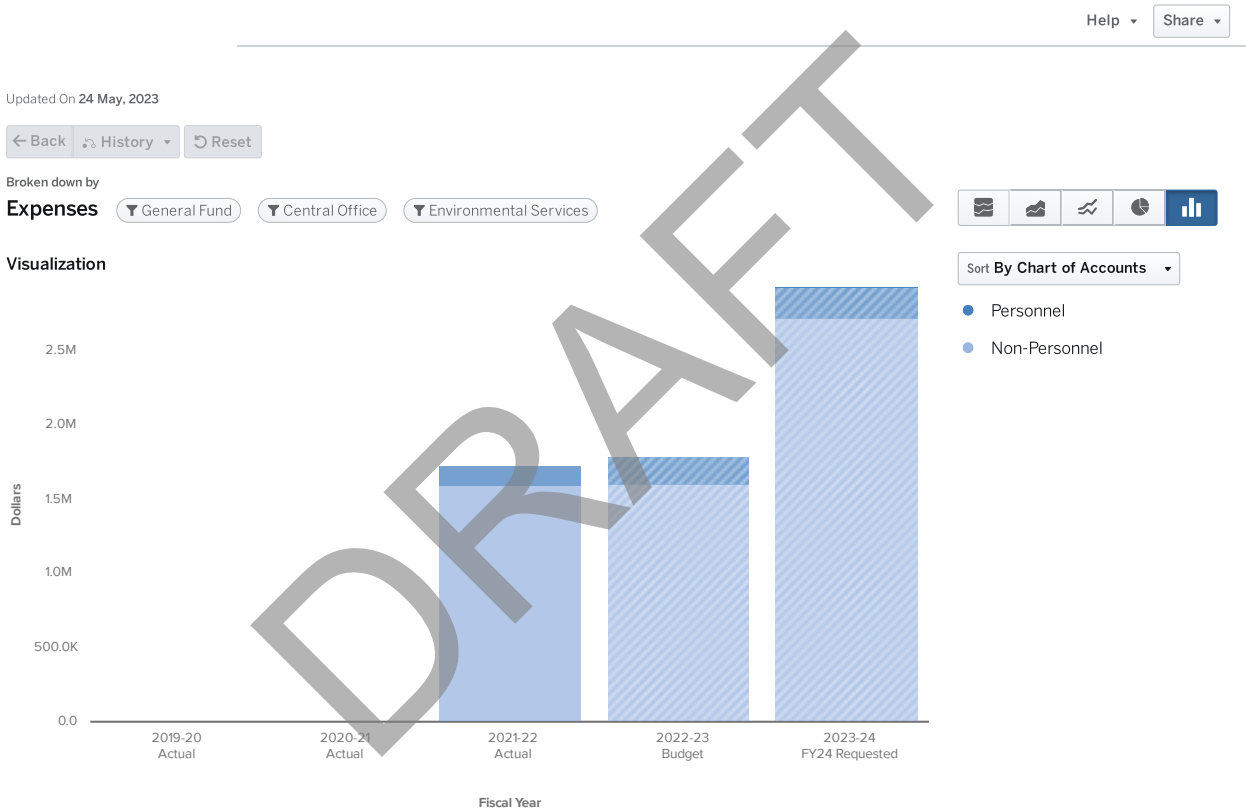 Help Share
Updated On 24 May, 2023
Back History Reset
Broken down by
Expenses General Fund Central Office Environmental Services
Visualization
Sort By Chart of Accounts
Personnel
Non-Personnel
2.5M
2.0M
1.5M
1.0M
500.0K
0.0
Dollars
2019-20 2020-21 2021-22 2022-23 2023-24
Actual Actual Actual Budget FY24 Requested
Fiscal Year
DRAFT